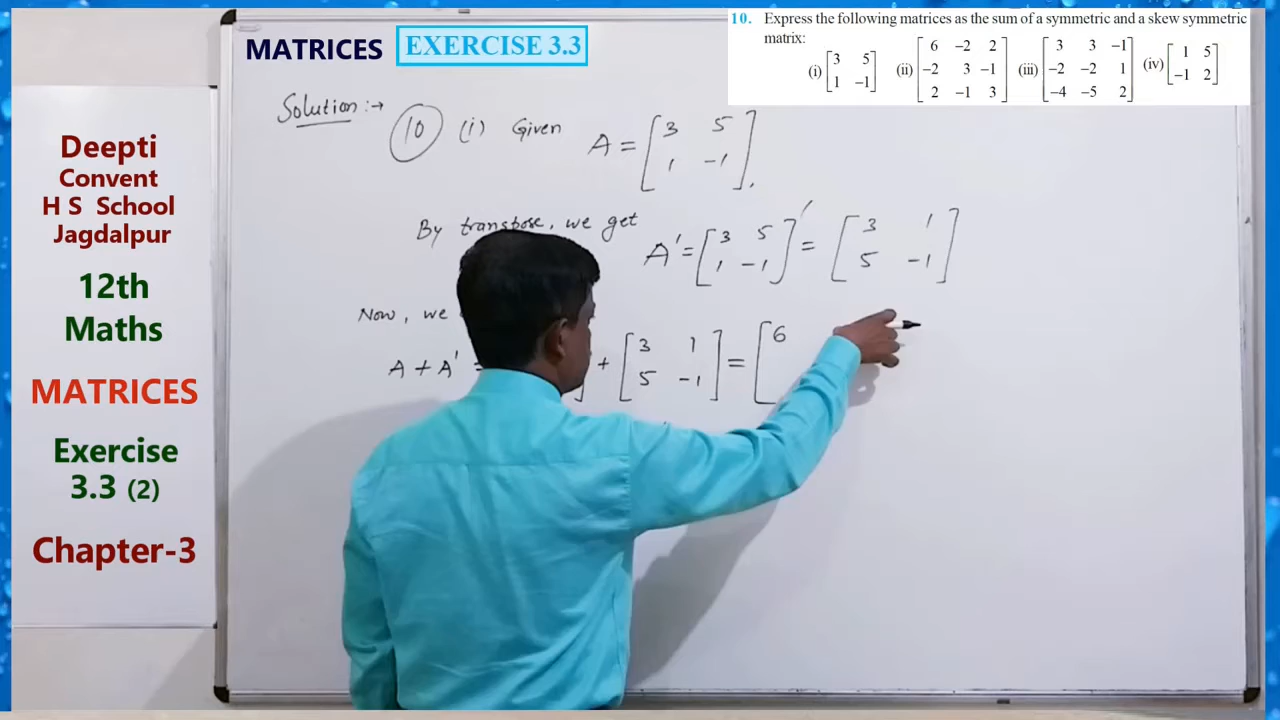 MATRICES EXERCISE 3.3
10. Express the following matrices as the sum of a symmetric and a skew symmetric
matrix:
(i) [3 5; 1 −1] (ii) [6 −2 2; −2 3 −1; 2 −1 3] (iii) [3 3 −1; −2 −2 1; −4 −5 2] (iv) [1 5; −1 2]
Deepti
Convent
H S School
Jagdalpur
12th
Maths
MATRICES
Exercise
3.3 (2)
Chapter-3
Solution :→
10 (i) Given A = [3 5; 1 -1].
By transpose, we get A' = [3 5; 1 -1]' = [3 1; 5 -1]
Now, we
A + A' = + [3 1; 5 -1] = [6